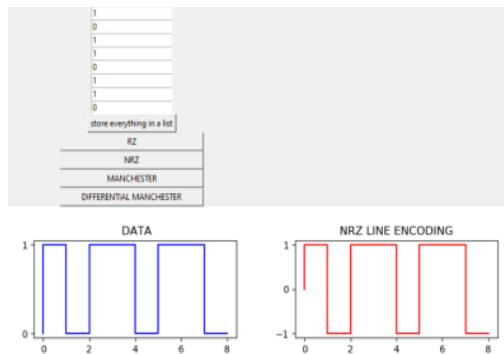 1
0
1
1
0
1
1
0
store everything in a list
RZ
NRZ
MANCHESTER
DIFFERENTIAL MANCHESTER
DATA NRZ LINE ENCODING
1 1
0
0 -1
0 2 4 6 8 0 2 4 6 8